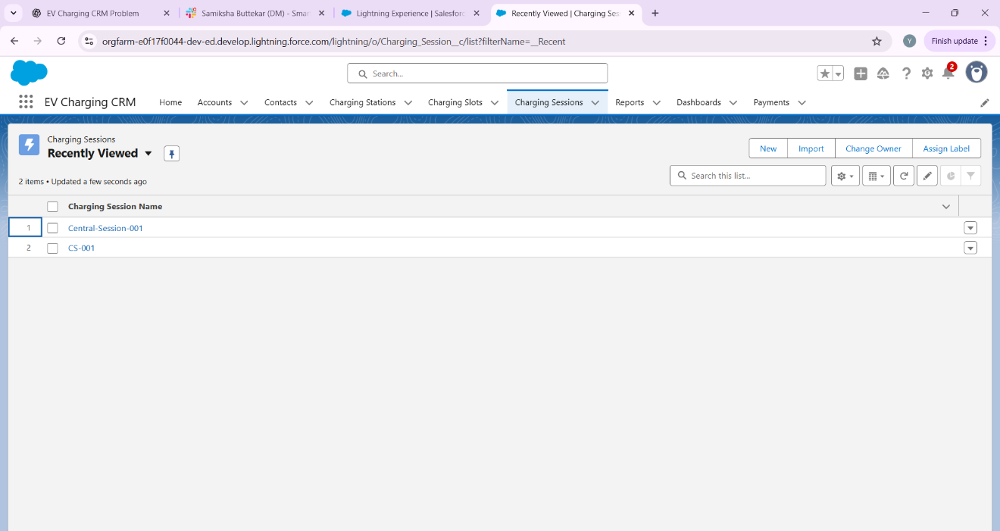 EV Charging CRM Problem
Samiksha Buttekar (DM) - Smar
Lightning Experience | Salesforc
Recently Viewed | Charging Ses
orgfarm-e0f17f0044-dev-ed.develop.lightning.force.com/lightning/o/Charging_Session__c/list?filterName=__Recent
Y
Finish update
Search...
2
EV Charging CRM
Home
Accounts
Contacts
Charging Stations
Charging Slots
Charging Sessions
Reports
Dashboards
Payments
Charging Sessions
Recently Viewed
New
Import
Change Owner
Assign Label
2 items • Updated a few seconds ago
Search this list...
Charging Session Name
1 Central-Session-001
2 CS-001